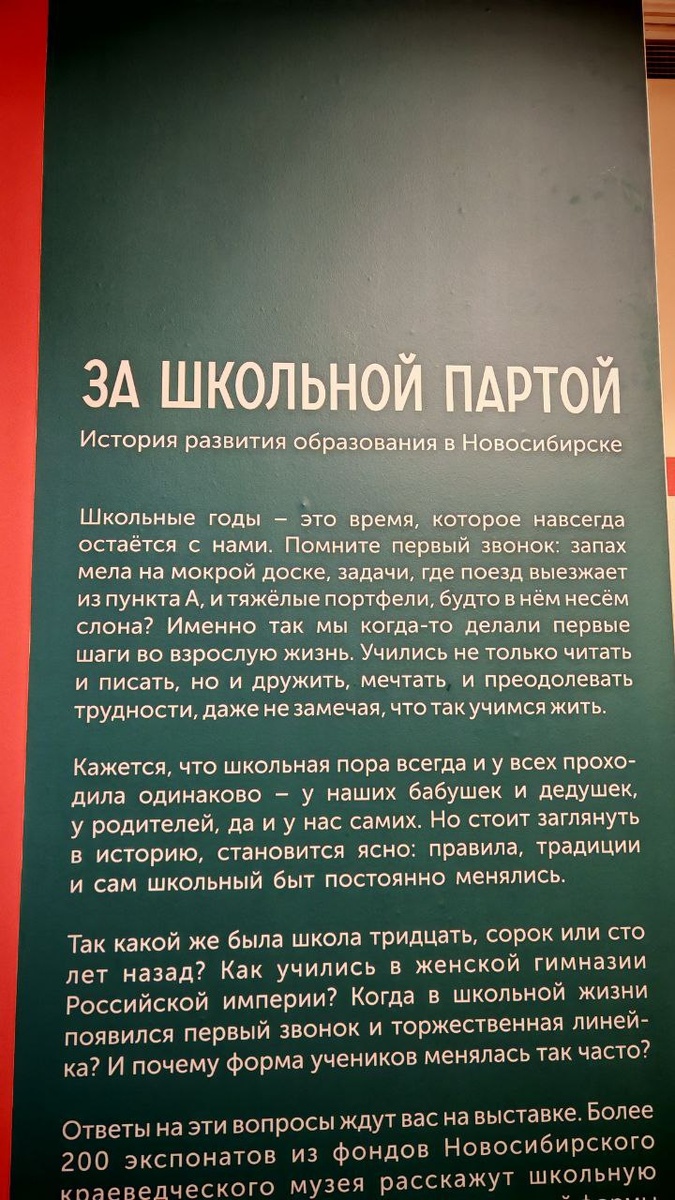 ЗА ШКОЛЬНОЙ ПАРТОЙ
История развития образования в Новосибирске
Школьные годы – это время, которое навсегда
остаётся с нами. Помните первый звонок: запах
мела на мокрой доске, задачи, где поезд выезжает
из пункта А, и тяжёлые портфели, будто в нём несём
слона? Именно так мы когда-то делали первые
шаги во взрослую жизнь. Учились не только читать
и писать, но и дружить, мечтать и преодолевать
трудности, даже не замечая, что так учимся жить.
Кажется, что школьная пора всегда и у всех прохо-
дила одинаково – у наших бабушек и дедушек,
у родителей, да и у нас самих. Но стоит заглянуть
в историю, становится ясно: правила, традиции
и сам школьный быт постоянно менялись.
Так какой же была школа тридцать, сорок или сто
лет назад? Как учились в женской гимназии
Российской империи? Когда в школьной жизни
появился первый звонок и торжественная линей-
ка? И почему форма учеников менялась так часто?
Ответы на эти вопросы ждут вас на выставке. Более
200 экспонатов из фондов Новосибирского
краеведческого музея расскажут школьную